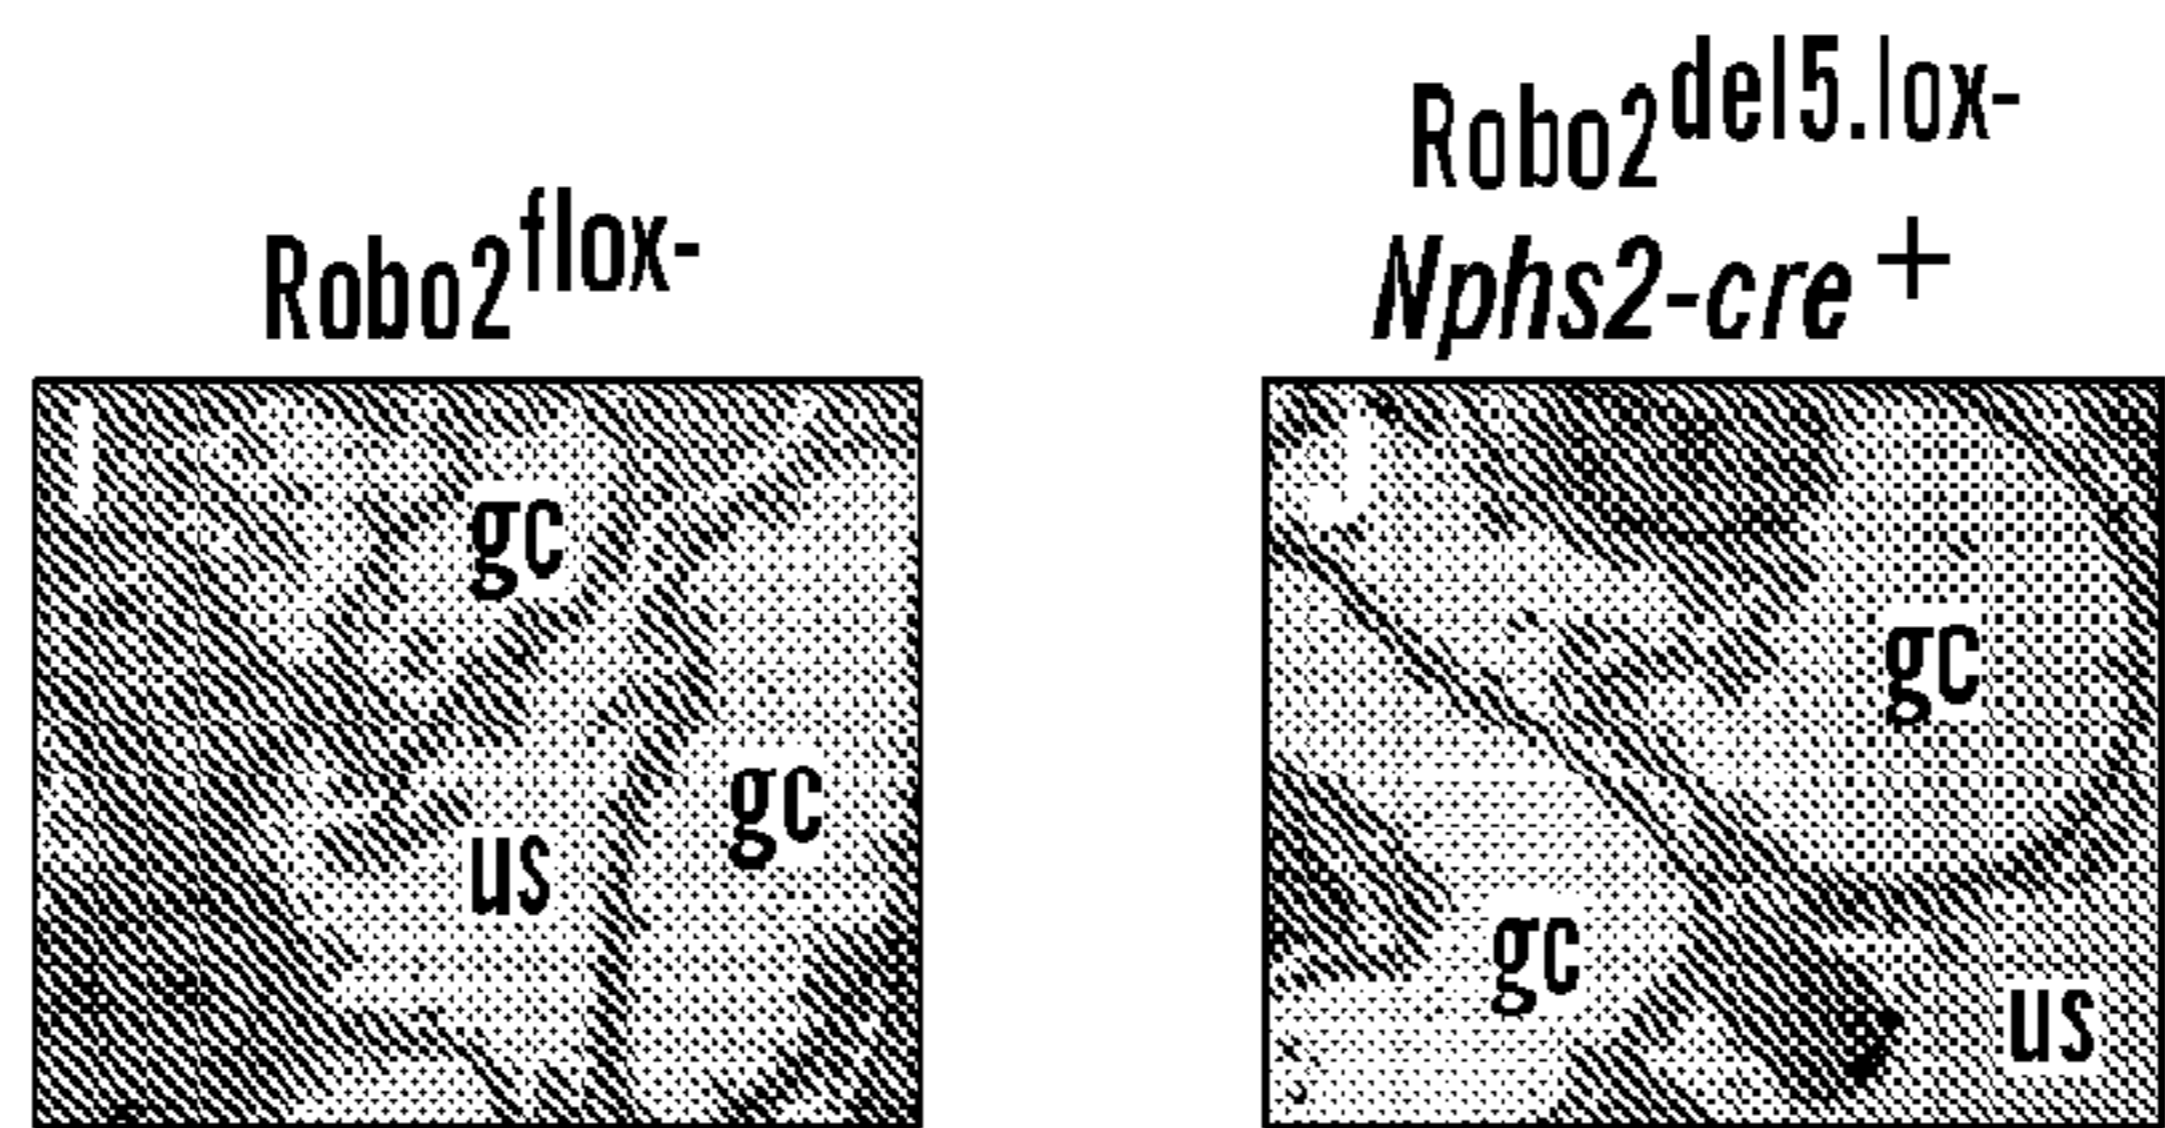 Robo2flox-
I
gc
gc
us
Robo2del5.lox-
Nphs2-cre+
J
gc
gc
us